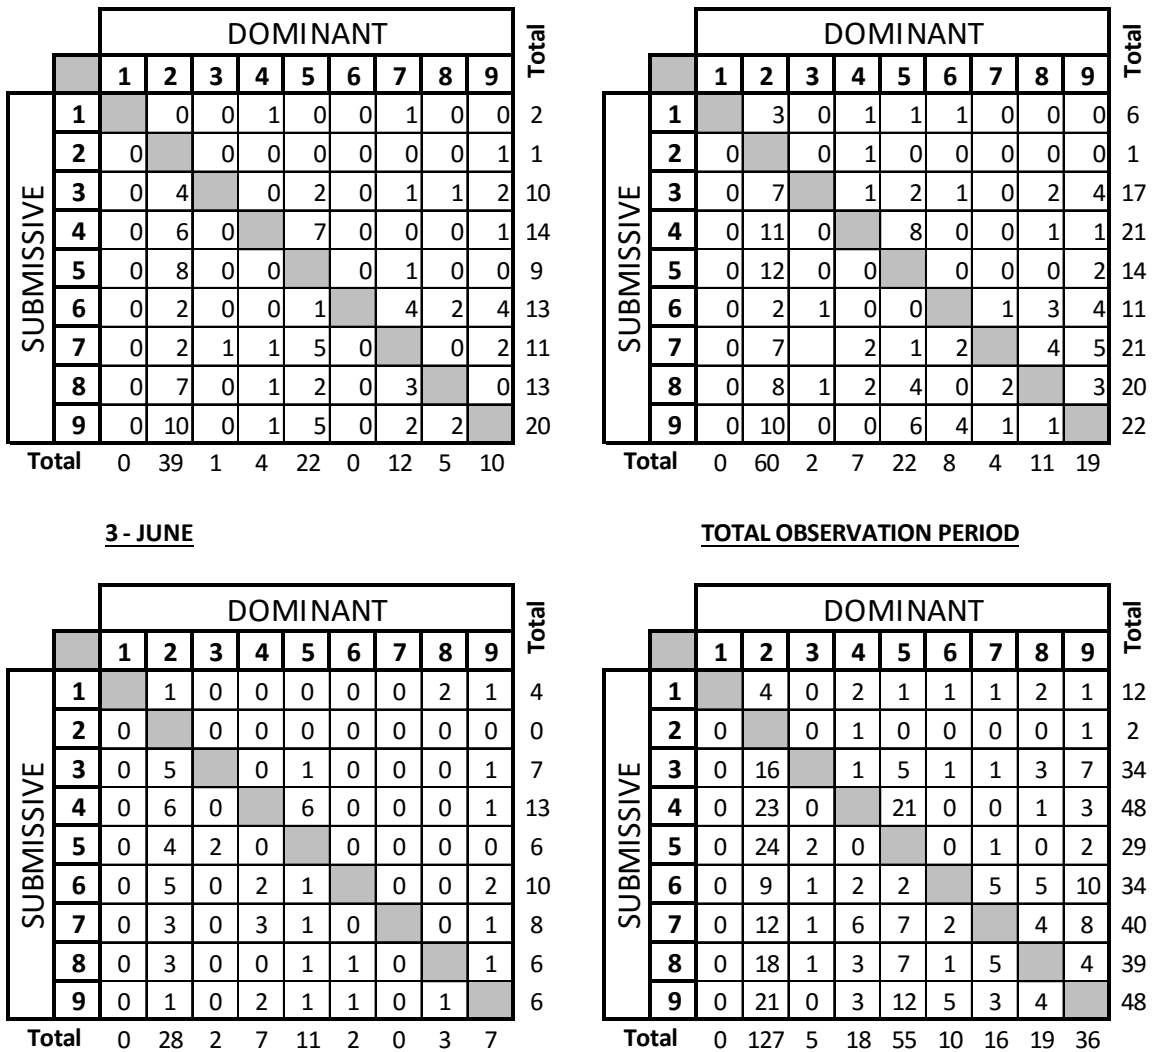 DOMINANT Total
1 2 3 4 5 6 7 8 9
SUBMISSIVE
1 0 0 1 0 0 1 0 0 2
2 0 0 0 0 0 0 0 1 1
3 0 4 0 2 0 1 1 2 10
4 0 6 0 7 0 0 0 1 14
5 0 8 0 0 0 1 0 0 9
6 0 2 0 0 1 4 2 4 13
7 0 2 1 1 5 0 0 2 11
8 0 7 0 1 2 0 3 0 13
9 0 10 0 1 5 0 2 2 20
Total 0 39 1 4 22 0 12 5 10
DOMINANT Total
1 2 3 4 5 6 7 8 9
SUBMISSIVE
1 3 0 1 1 1 0 0 0 6
2 0 0 1 0 0 0 0 0 1
3 0 7 1 2 1 0 2 4 17
4 0 11 0 8 0 0 1 1 21
5 0 12 0 0 0 0 0 2 14
6 0 2 1 0 0 1 3 4 11
7 0 7 2 1 2 4 5 21
8 0 8 1 2 4 0 2 3 20
9 0 10 0 0 6 4 1 1 22
Total 0 60 2 7 22 8 4 11 19
3 - JUNE
DOMINANT Total
1 2 3 4 5 6 7 8 9
SUBMISSIVE
1 1 0 0 0 0 0 2 1 4
2 0 0 0 0 0 0 0 0 0
3 0 5 0 1 0 0 0 1 7
4 0 6 0 6 0 0 0 1 13
5 0 4 2 0 0 0 0 0 6
6 0 5 0 2 1 0 0 2 10
7 0 3 0 3 1 0 0 1 8
8 0 3 0 0 1 1 0 1 6
9 0 1 0 2 1 1 0 1 6
Total 0 28 2 7 11 2 0 3 7
TOTAL OBSERVATION PERIOD
DOMINANT Total
1 2 3 4 5 6 7 8 9
SUBMISSIVE
1 4 0 2 1 1 1 2 1 12
2 0 0 1 0 0 0 0 1 2
3 0 16 1 5 1 1 3 7 34
4 0 23 0 21 0 0 1 3 48
5 0 24 2 0 0 1 0 2 29
6 0 9 1 2 2 5 5 10 34
7 0 12 1 6 7 2 4 8 40
8 0 18 1 3 7 1 5 4 39
9 0 21 0 3 12 5 3 4 48
Total 0 127 5 18 55 10 16 19 36